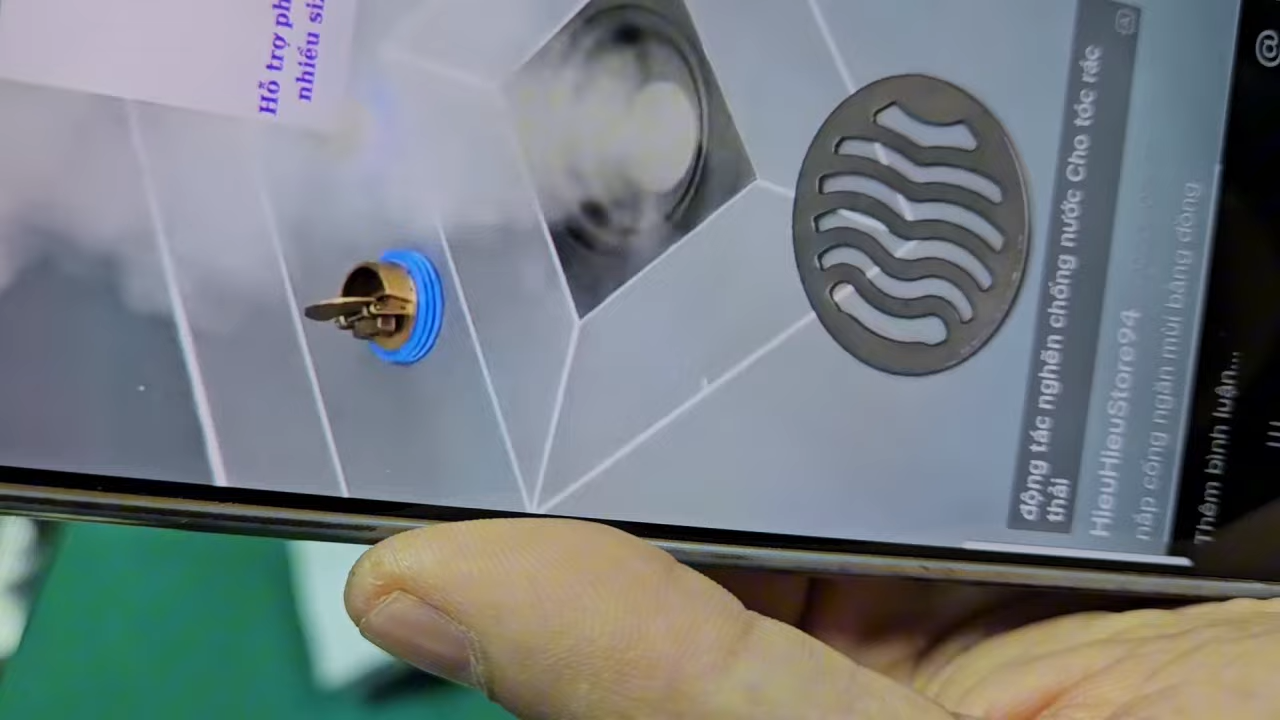 Hỗ trợ ph
nhiều siz
động tác nghẽn chống nước Cho tóc rác
thải
HieuHieuStore94
nắp cống ngăn mùi bằng đồng
Thêm bình luận...
@